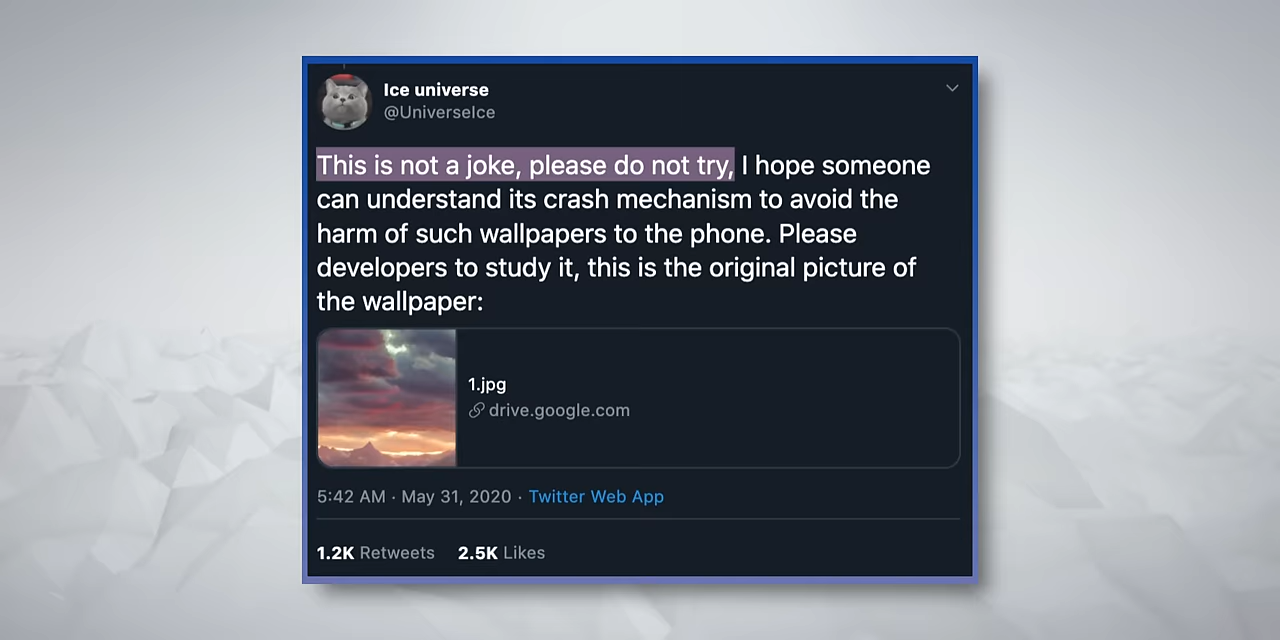 Ice universe
@UniverseIce
This is not a joke, please do not try, I hope someone
can understand its crash mechanism to avoid the
harm of such wallpapers to the phone. Please
developers to study it, this is the original picture of
the wallpaper:
1.jpg
drive.google.com
5:42 AM · May 31, 2020 · Twitter Web App
1.2K Retweets 2.5K Likes